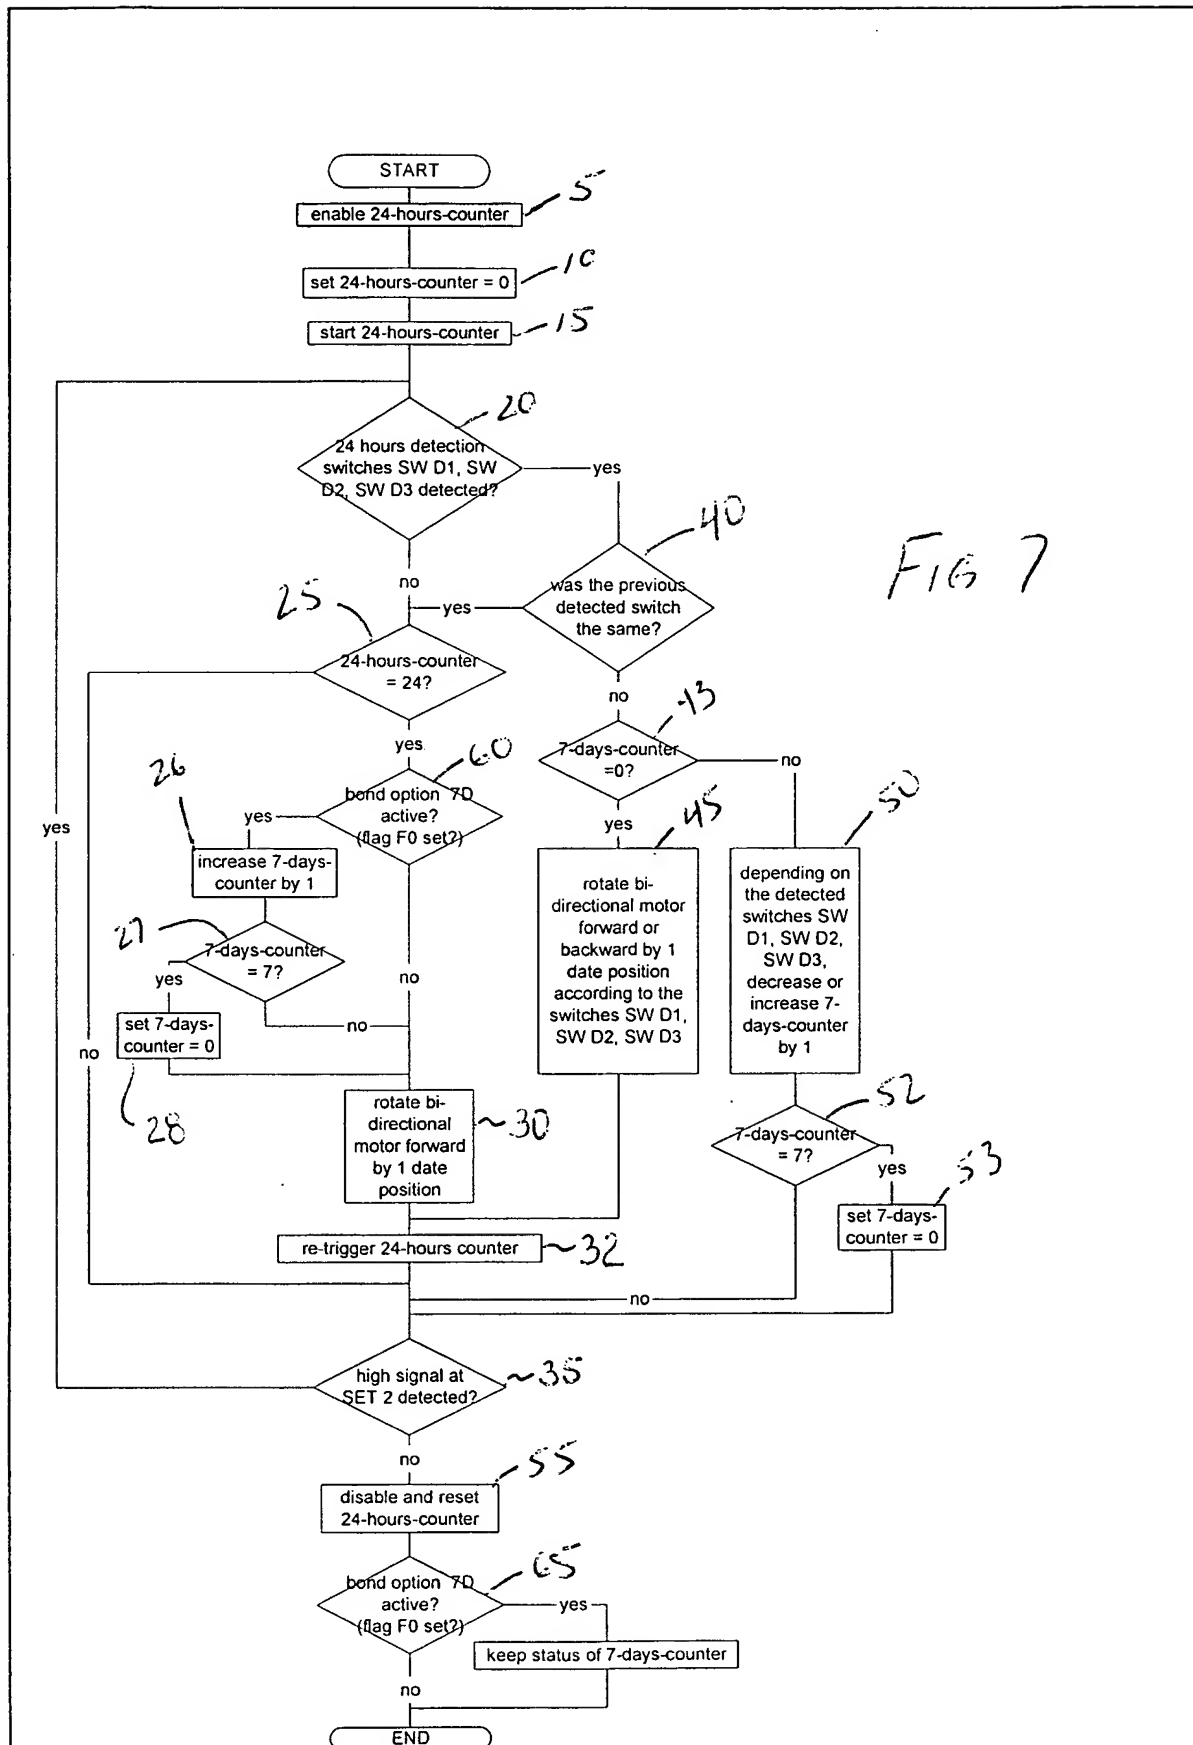 START
enable 24-hours-counter
5
set 24-hours-counter = 0
10
start 24-hours-counter
15
20
24 hours detection
switches SW D1, SW
D2, SW D3 detected?
yes
no
40
was the previous
detected switch
the same?
yes
no
FIG 7
25
24-hours-counter
= 24?
yes
no
43
7-days-counter
=0?
no
yes
60
bond option 7D
active?
(flag F0 set?)
yes
no
26
increase 7-days-
counter by 1
27
7-days-counter
= 7?
yes
no
set 7-days-
counter = 0
28
45
rotate bi-
directional motor
forward or
backward by 1
date position
according to the
switches SW D1,
SW D2, SW D3
50
depending on
the detected
switches SW
D1, SW D2,
SW D3,
decrease or
increase 7-
days-counter
by 1
rotate bi-
directional
motor forward
by 1 date
position
30
52
7-days-counter
= 7?
yes
no
53
set 7-days-
counter = 0
re-trigger 24-hours counter
32
high signal at
SET 2 detected?
35
yes
no
55
disable and reset
24-hours-counter
65
bond option 7D
active?
(flag F0 set?)
yes
keep status of 7-days-counter
no
END